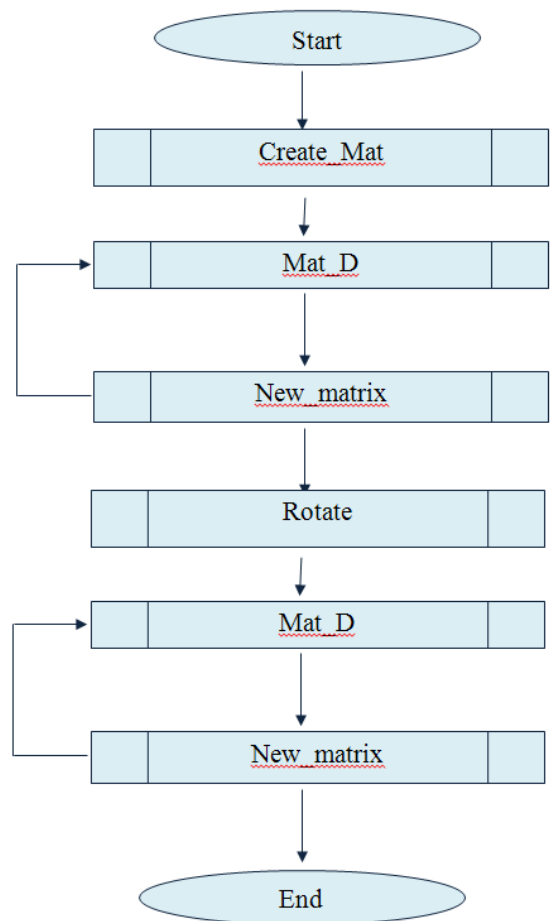 Start
Create_Mat
Mat_D
New_matrix
Rotate
Mat_D
New_matrix
End